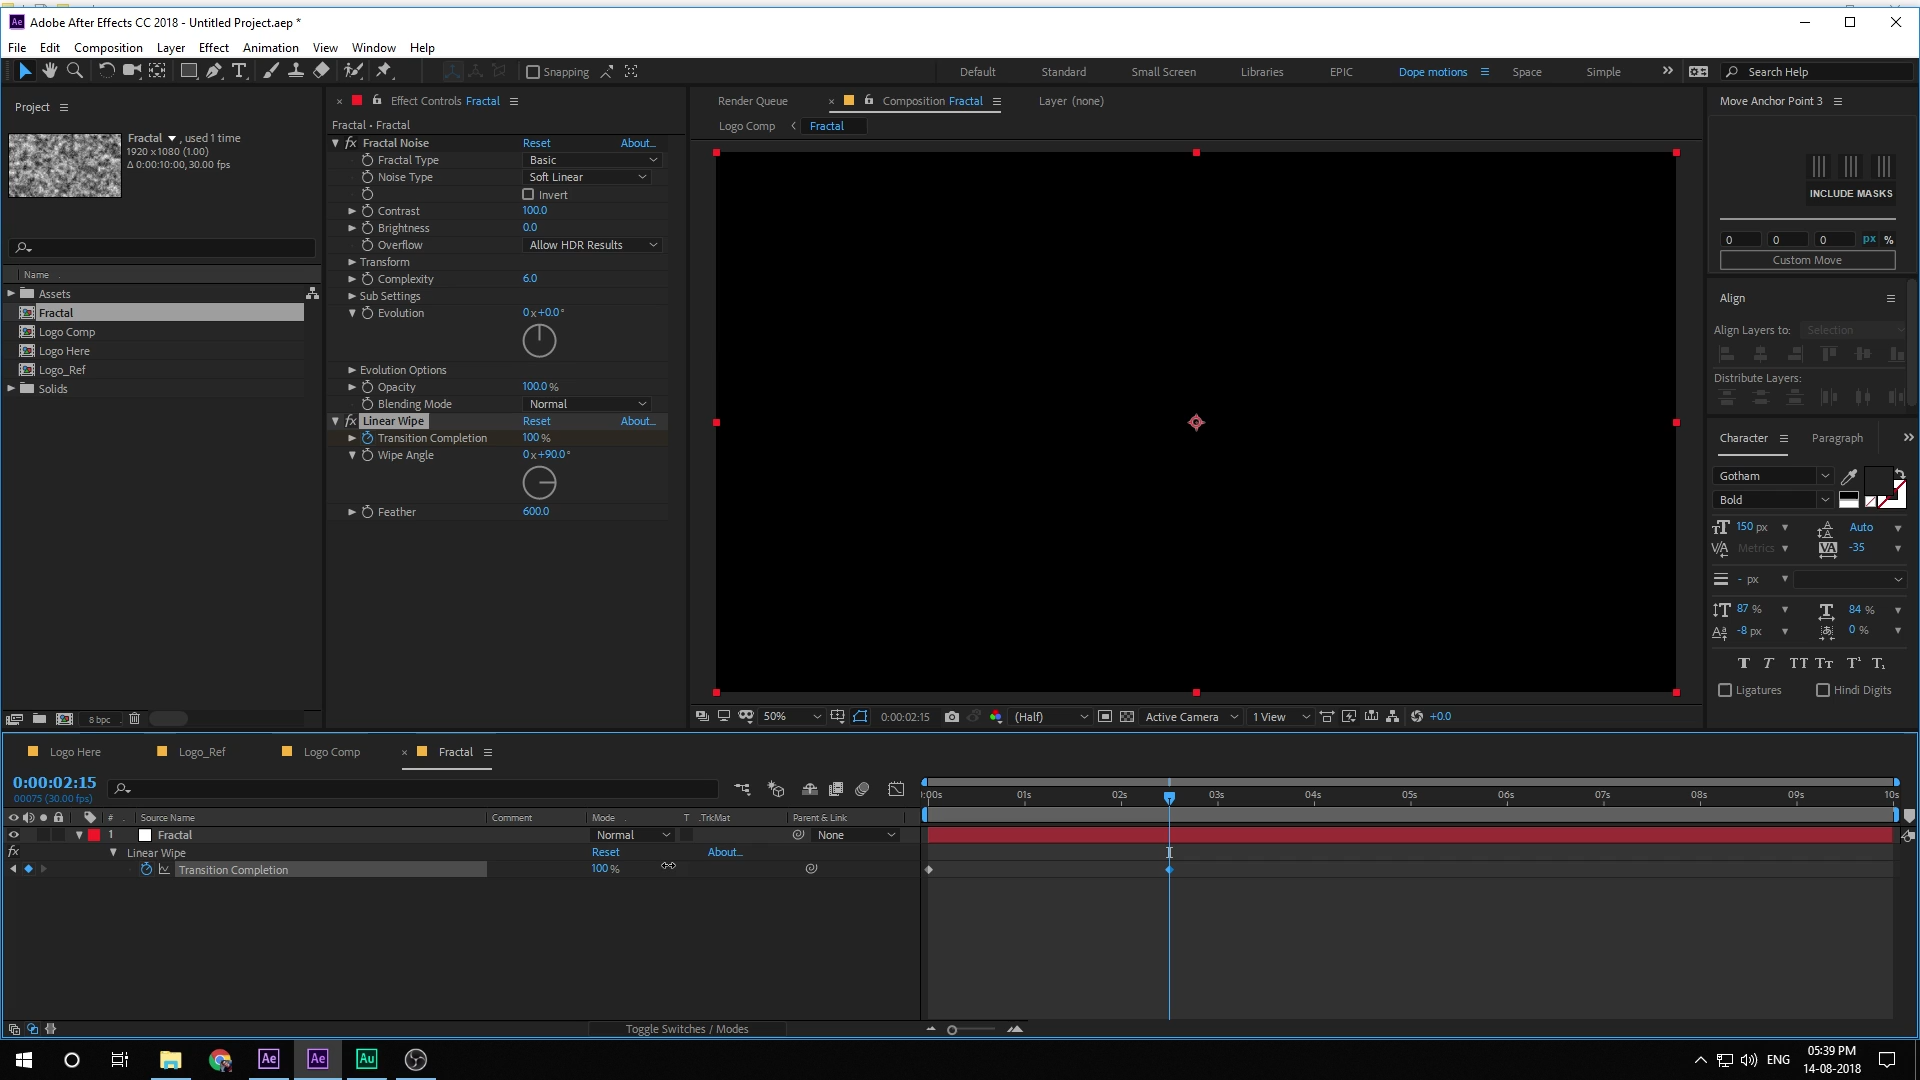 Adobe After Effects CC 2018 - Untitled Project.aep *
File Edit Composition Layer Effect Animation View Window Help
Snapping
Default Standard Small Screen Libraries EPIC Dope motions Space Simple
Search Help
Project
Fractal , used 1 time
1920 x 1080 (1.00)
Δ 0:00:10:00, 30.00 fps
Name
Assets
Fractal
Logo Comp
Logo Here
Logo_Ref
Solids
8 bpc
Effect Controls Fractal
Fractal • Fractal
Fractal Noise Reset About...
Fractal Type Basic
Noise Type Soft Linear
Invert
Contrast 100.0
Brightness 0.0
Overflow Allow HDR Results
Transform
Complexity 6.0
Sub Settings
Evolution 0x+0.0°
Evolution Options
Opacity 100.0 %
Blending Mode Normal
Linear Wipe Reset About...
Transition Completion 100 %
Wipe Angle 0x+90.0°
Feather 600.0
Render Queue Composition Fractal Layer (none)
Logo Comp Fractal
50% 0:00:02:15 (Half) Active Camera 1 View +0.0
Move Anchor Point 3
INCLUDE MASKS
0 0 0 px %
Custom Move
Align
Align Layers to: Selection
Distribute Layers:
Character Paragraph
Gotham
Bold
150 px Auto
Metrics -35
- px
87 % 84 %
-8 px 0 %
Ligatures Hindi Digits
Logo Here Logo_Ref Logo Comp Fractal
0:00:02:15
00075 (30.00 fps)
:00s 01s 02s 03s 04s 05s 06s 07s 08s 09s 10s
# Source Name Comment Mode T .TrkMat Parent & Link
1 Fractal Normal None
Linear Wipe Reset About...
Transition Completion 100 %
Toggle Switches / Modes
ENG
05:39 PM
14-08-2018